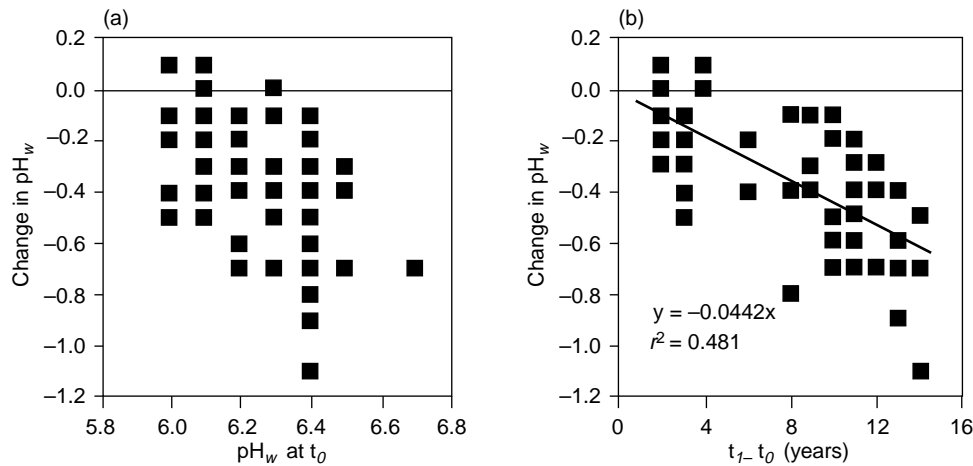 (a)
0.2
0.0
–0.2
–0.4
–0.6
–0.8
–1.0
–1.2
Change in pHw
5.8 6.0 6.2 6.4 6.6 6.8
pHw at t0
(b)
0.2
0.0
–0.2
–0.4
–0.6
–0.8
–1.0
–1.2
Change in pHw
y = –0.0442x
r² = 0.481
0 4 8 12 16
t1– t0 (years)